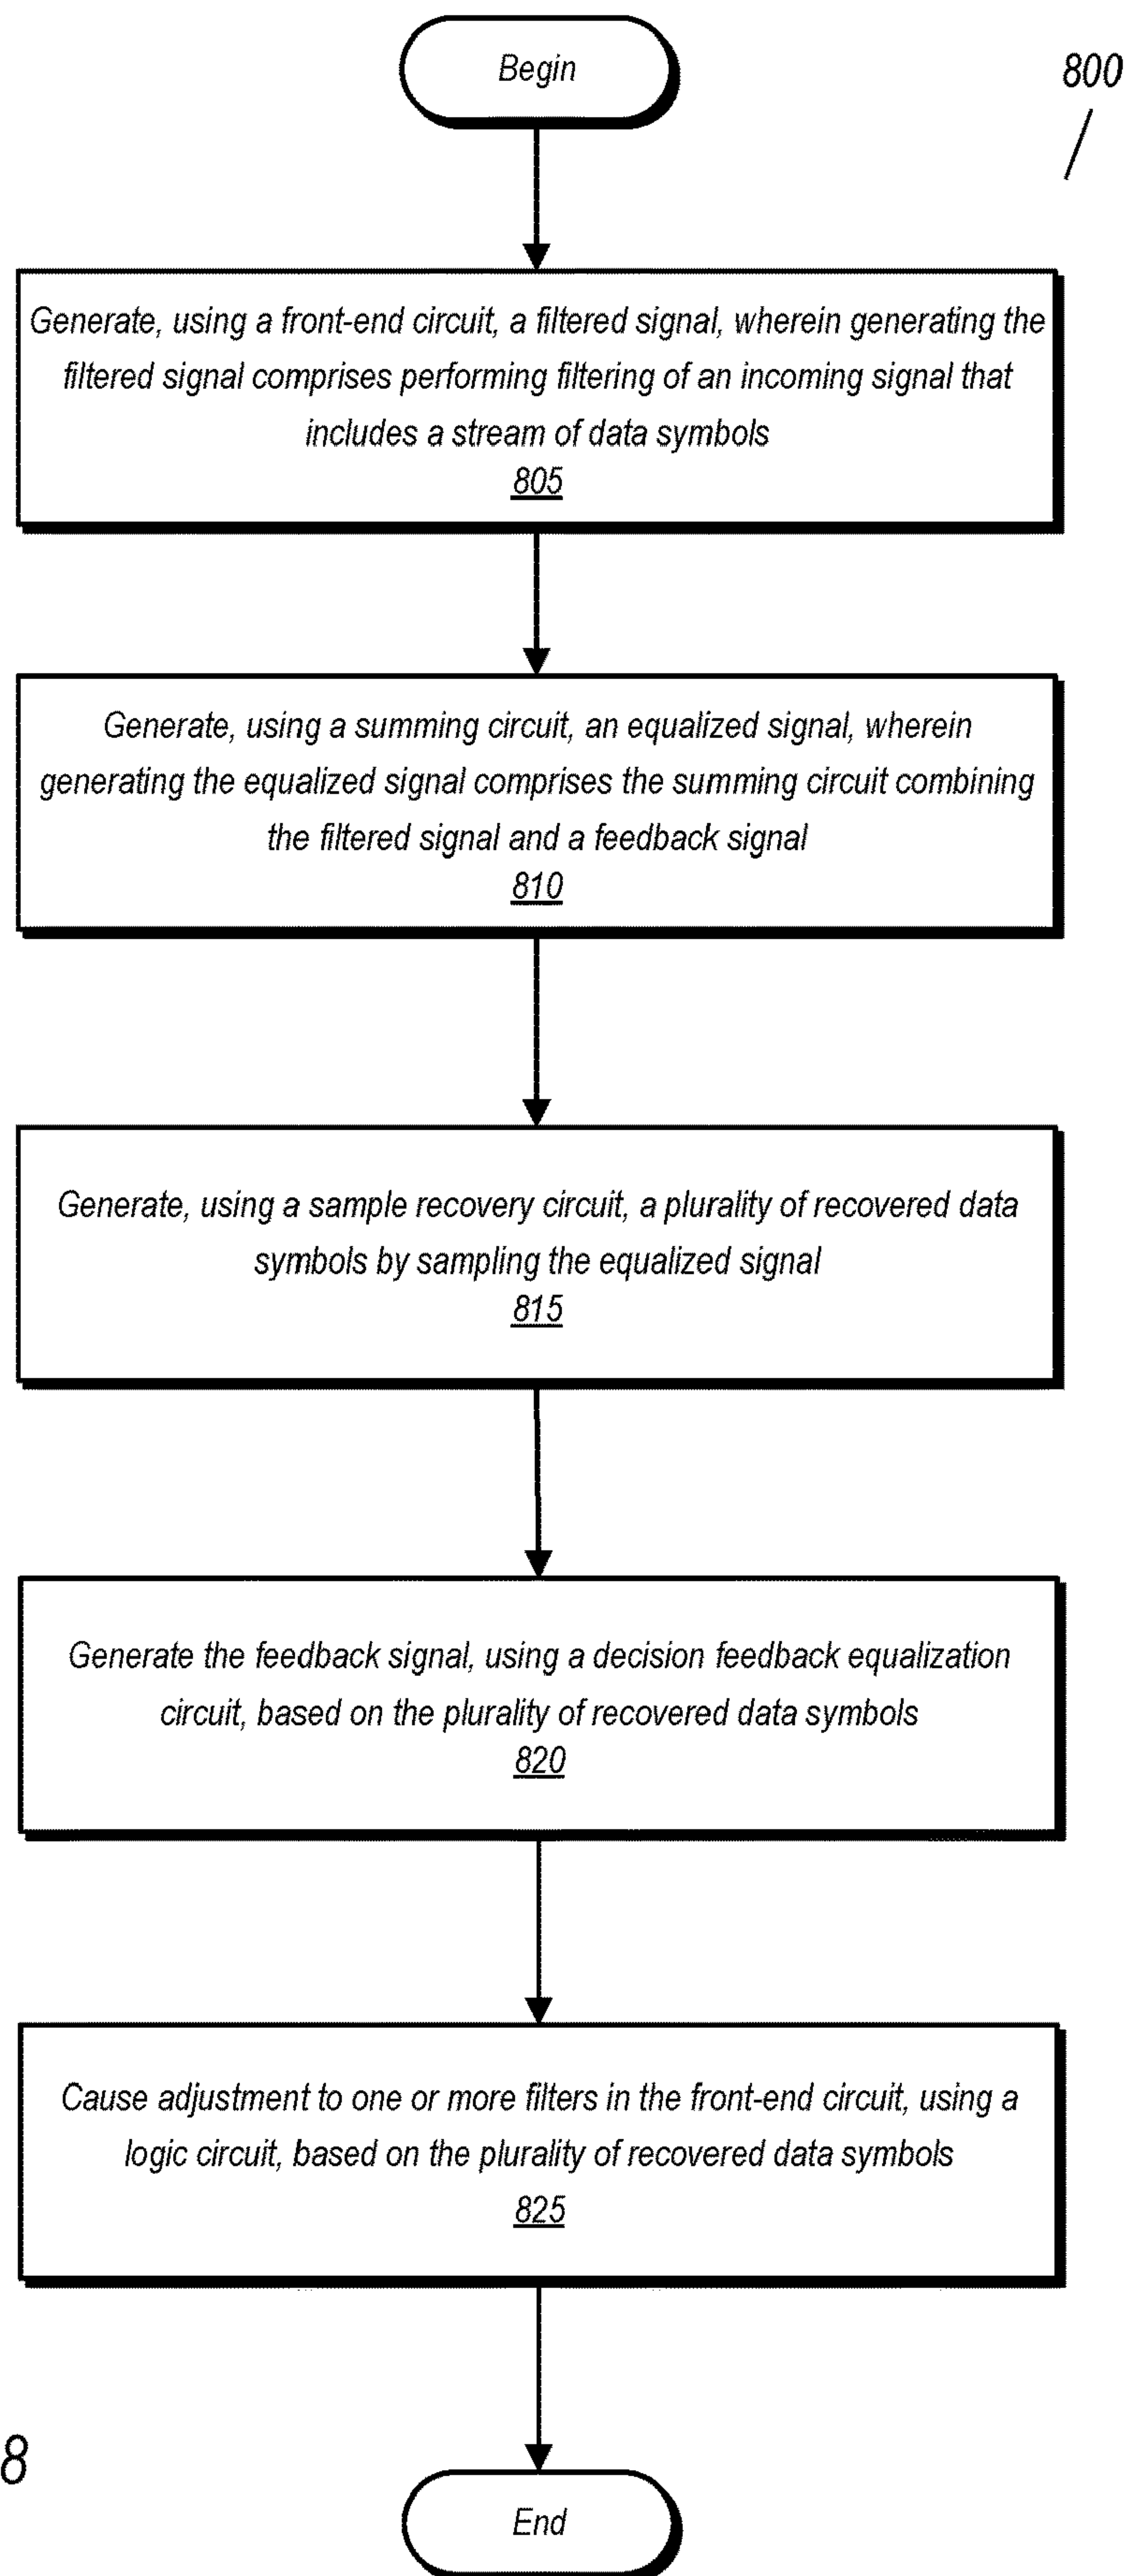 Begin
800
Generate, using a front-end circuit, a filtered signal, wherein generating the
filtered signal comprises performing filtering of an incoming signal that
includes a stream of data symbols
805
Generate, using a summing circuit, an equalized signal, wherein
generating the equalized signal comprises the summing circuit combining
the filtered signal and a feedback signal
810
Generate, using a sample recovery circuit, a plurality of recovered data
symbols by sampling the equalized signal
815
Generate the feedback signal, using a decision feedback equalization
circuit, based on the plurality of recovered data symbols
820
Cause adjustment to one or more filters in the front-end circuit, using a
logic circuit, based on the plurality of recovered data symbols
825
8
End